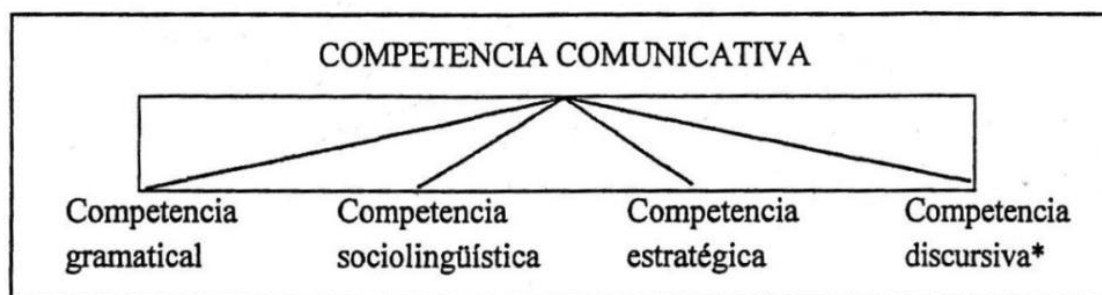 COMPETENCIA COMUNICATIVA
Competencia Competencia Competencia Competencia
gramatical sociolingüística estratégica discursiva*